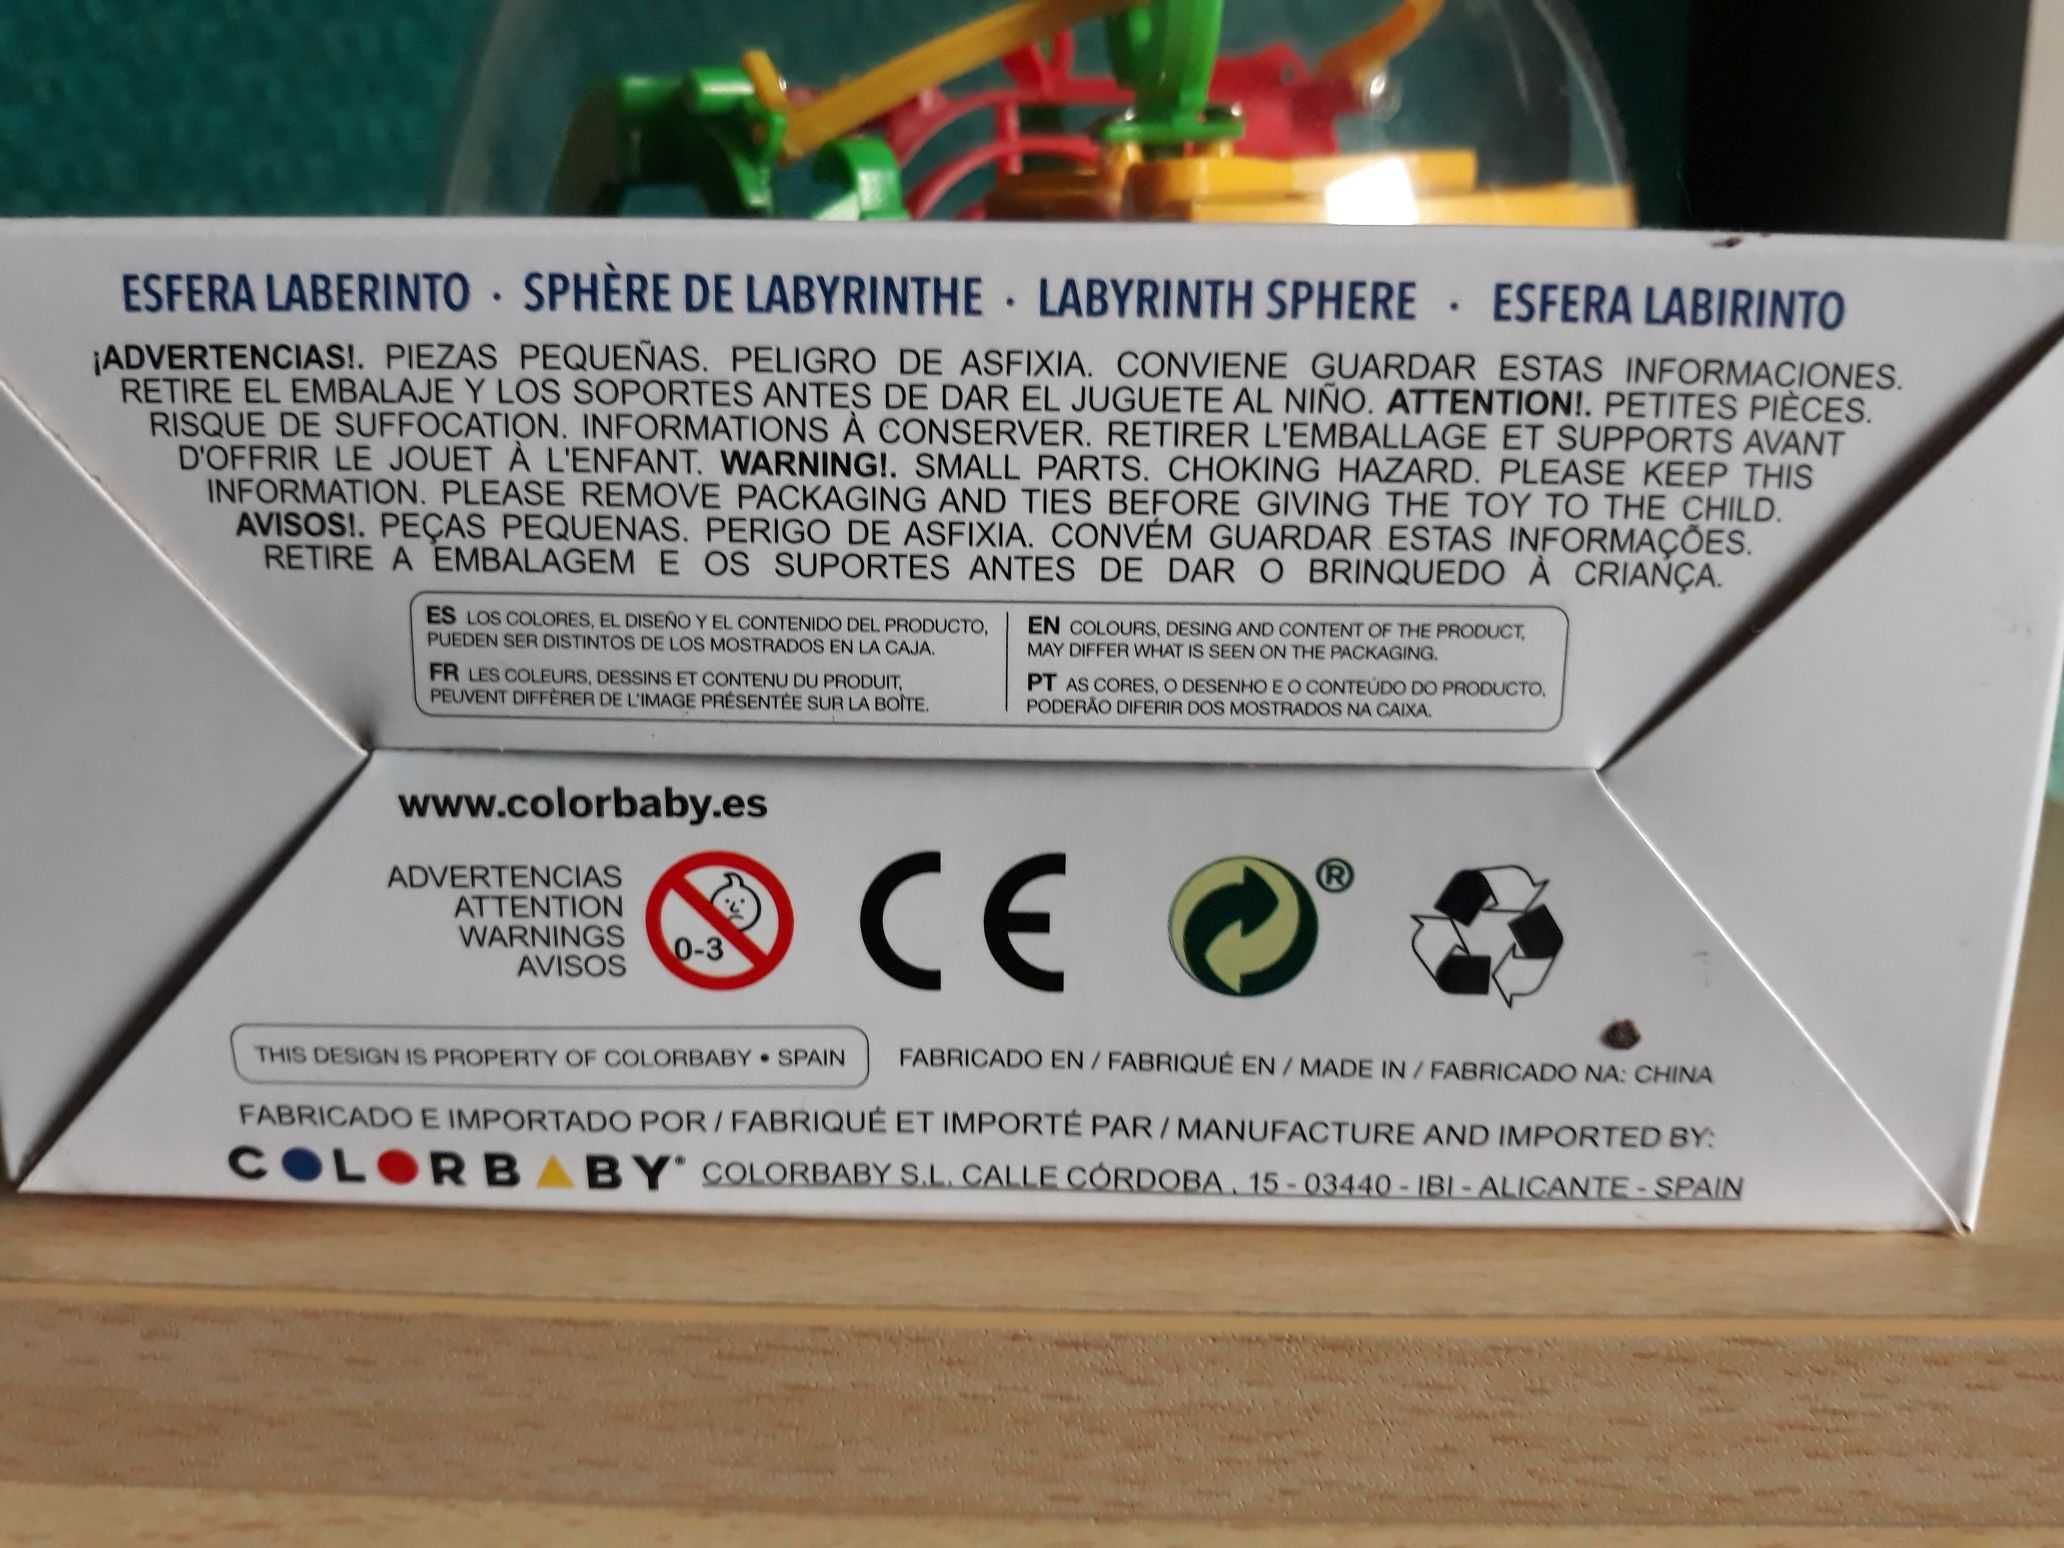 ESFERA LABERINTO · SPHÈRE DE LABYRINTHE · LABYRINTH SPHERE · ESFERA LABIRINTO
¡ADVERTENCIAS!. PIEZAS PEQUEÑAS. PELIGRO DE ASFIXIA. CONVIENE GUARDAR ESTAS INFORMACIONES.
RETIRE EL EMBALAJE Y LOS SOPORTES ANTES DE DAR EL JUGUETE AL NIÑO. ATTENTION!. PETITES PIÈCES.
RISQUE DE SUFFOCATION. INFORMATIONS À CONSERVER. RETIRER L'EMBALLAGE ET SUPPORTS AVANT
D'OFFRIR LE JOUET À L'ENFANT. WARNING!. SMALL PARTS. CHOKING HAZARD. PLEASE KEEP THIS
INFORMATION. PLEASE REMOVE PACKAGING AND TIES BEFORE GIVING THE TOY TO THE CHILD.
AVISOS!. PEÇAS PEQUENAS. PERIGO DE ASFIXIA. CONVÉM GUARDAR ESTAS INFORMAÇÕES.
RETIRE A EMBALAGEM E OS SUPORTES ANTES DE DAR O BRINQUEDO À CRIANÇA.
ES LOS COLORES, EL DISEÑO Y EL CONTENIDO DEL PRODUCTO,
PUEDEN SER DISTINTOS DE LOS MOSTRADOS EN LA CAJA.
FR LES COLEURS, DESSINS ET CONTENU DU PRODUIT,
PEUVENT DIFFÈRER DE L'IMAGE PRÉSENTÉE SUR LA BOÎTE.
EN COLOURS, DESING AND CONTENT OF THE PRODUCT,
MAY DIFFER WHAT IS SEEN ON THE PACKAGING.
PT AS CORES, O DESENHO E O CONTEÚDO DO PRODUCTO,
PODERÃO DIFERIR DOS MOSTRADOS NA CAIXA.
www.colorbaby.es
ADVERTENCIAS
ATTENTION
WARNINGS
AVISOS
0-3
CE
®
THIS DESIGN IS PROPERTY OF COLORBABY • SPAIN
FABRICADO EN / FABRIQUÉ EN / MADE IN / FABRICADO NA: CHINA
FABRICADO E IMPORTADO POR / FABRIQUÉ ET IMPORTÉ PAR / MANUFACTURE AND IMPORTED BY:
COLORBABY® COLORBABY S.L. CALLE CÓRDOBA , 15 - 03440 - IBI - ALICANTE - SPAIN